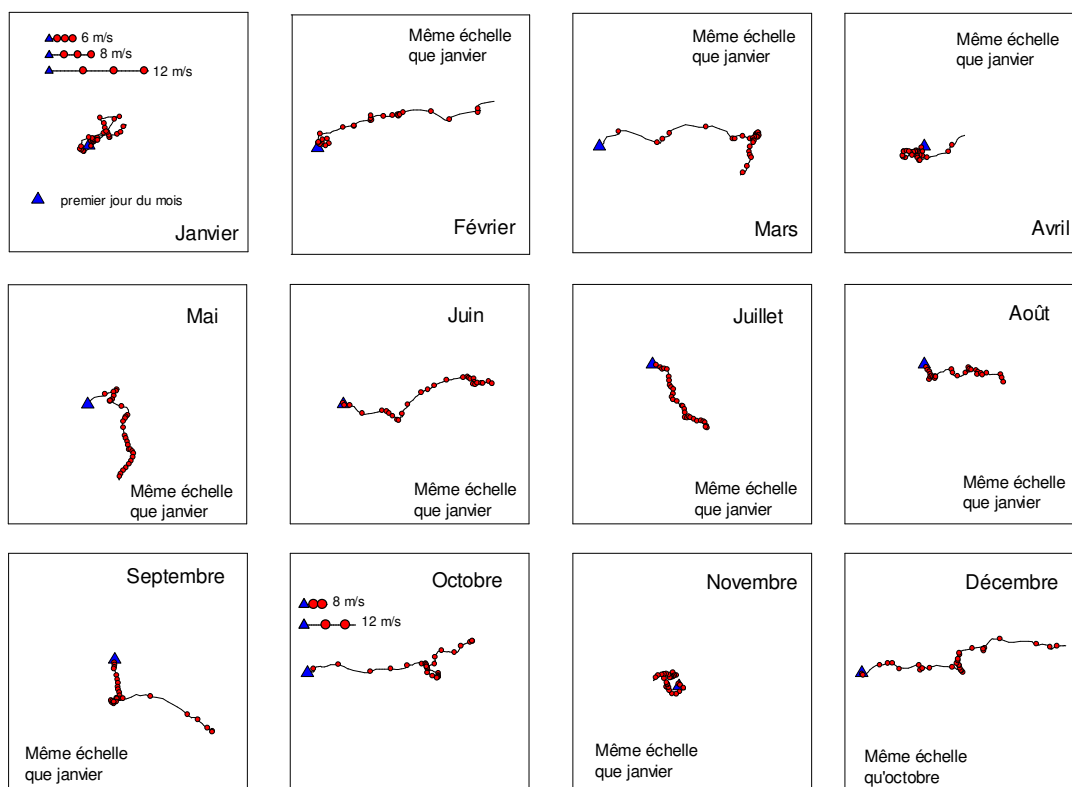 6 m/s
8 m/s
12 m/s
premier jour du mois
Janvier
Même échelle
que janvier
Février
Même échelle
que janvier
Mars
Même échelle
que janvier
Avril
Mai
Même échelle
que janvier
Juin
Même échelle
que janvier
Juillet
Même échelle
que janvier
Août
Même échelle
que janvier
Septembre
Même échelle
que janvier
Octobre
8 m/s
12 m/s
Novembre
Même échelle
que janvier
Décembre
Même échelle
qu'octobre